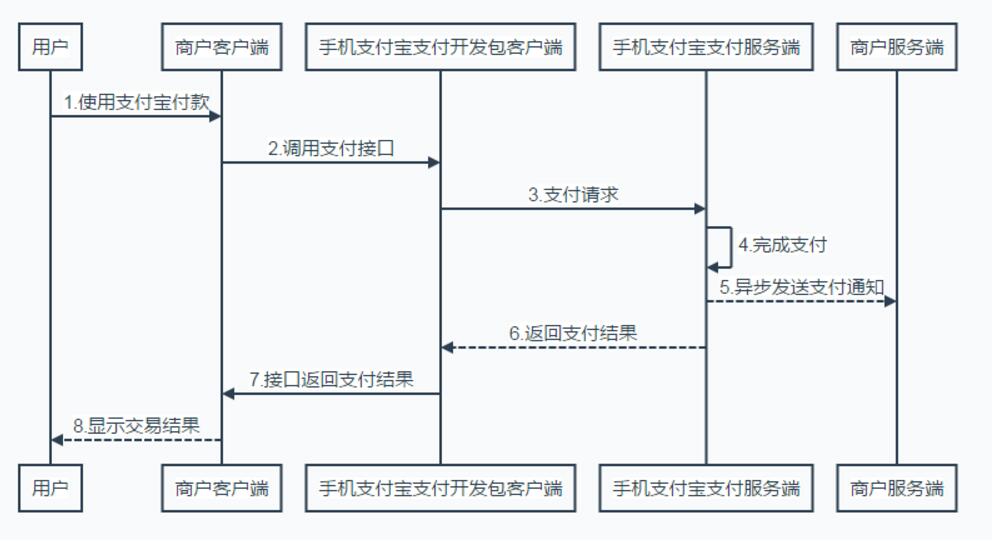 用户
商户客户端
手机支付宝支付开发包客户端
手机支付宝支付服务端
商户服务端
1.使用支付宝付款
2.调用支付接口
3.支付请求
4.完成支付
5.异步发送支付通知
6.返回支付结果
7.接口返回支付结果
8.显示交易结果
用户
商户客户端
手机支付宝支付开发包客户端
手机支付宝支付服务端
商户服务端